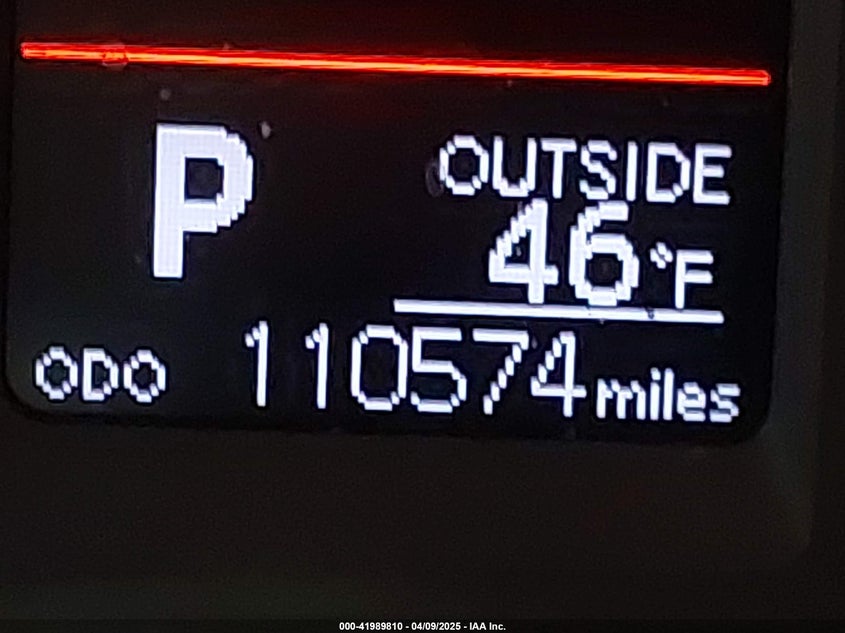 P
OUTSIDE
46°F
ODO 110574 miles
000-41989810 - 04/09/2025 - IAA Inc.